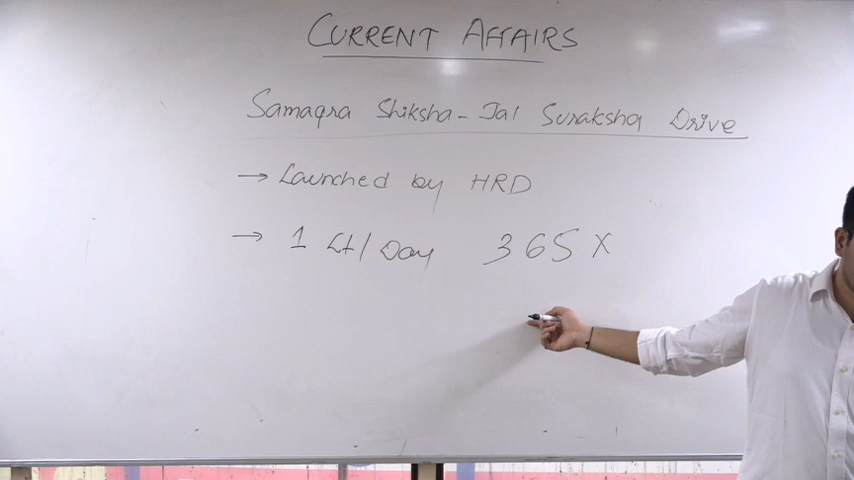 CURRENT AFFAIRS
Samagra Shiksha - Jal Suraksha Drive
→ Launched by HRD
→ 1 Lt/Day 365 X